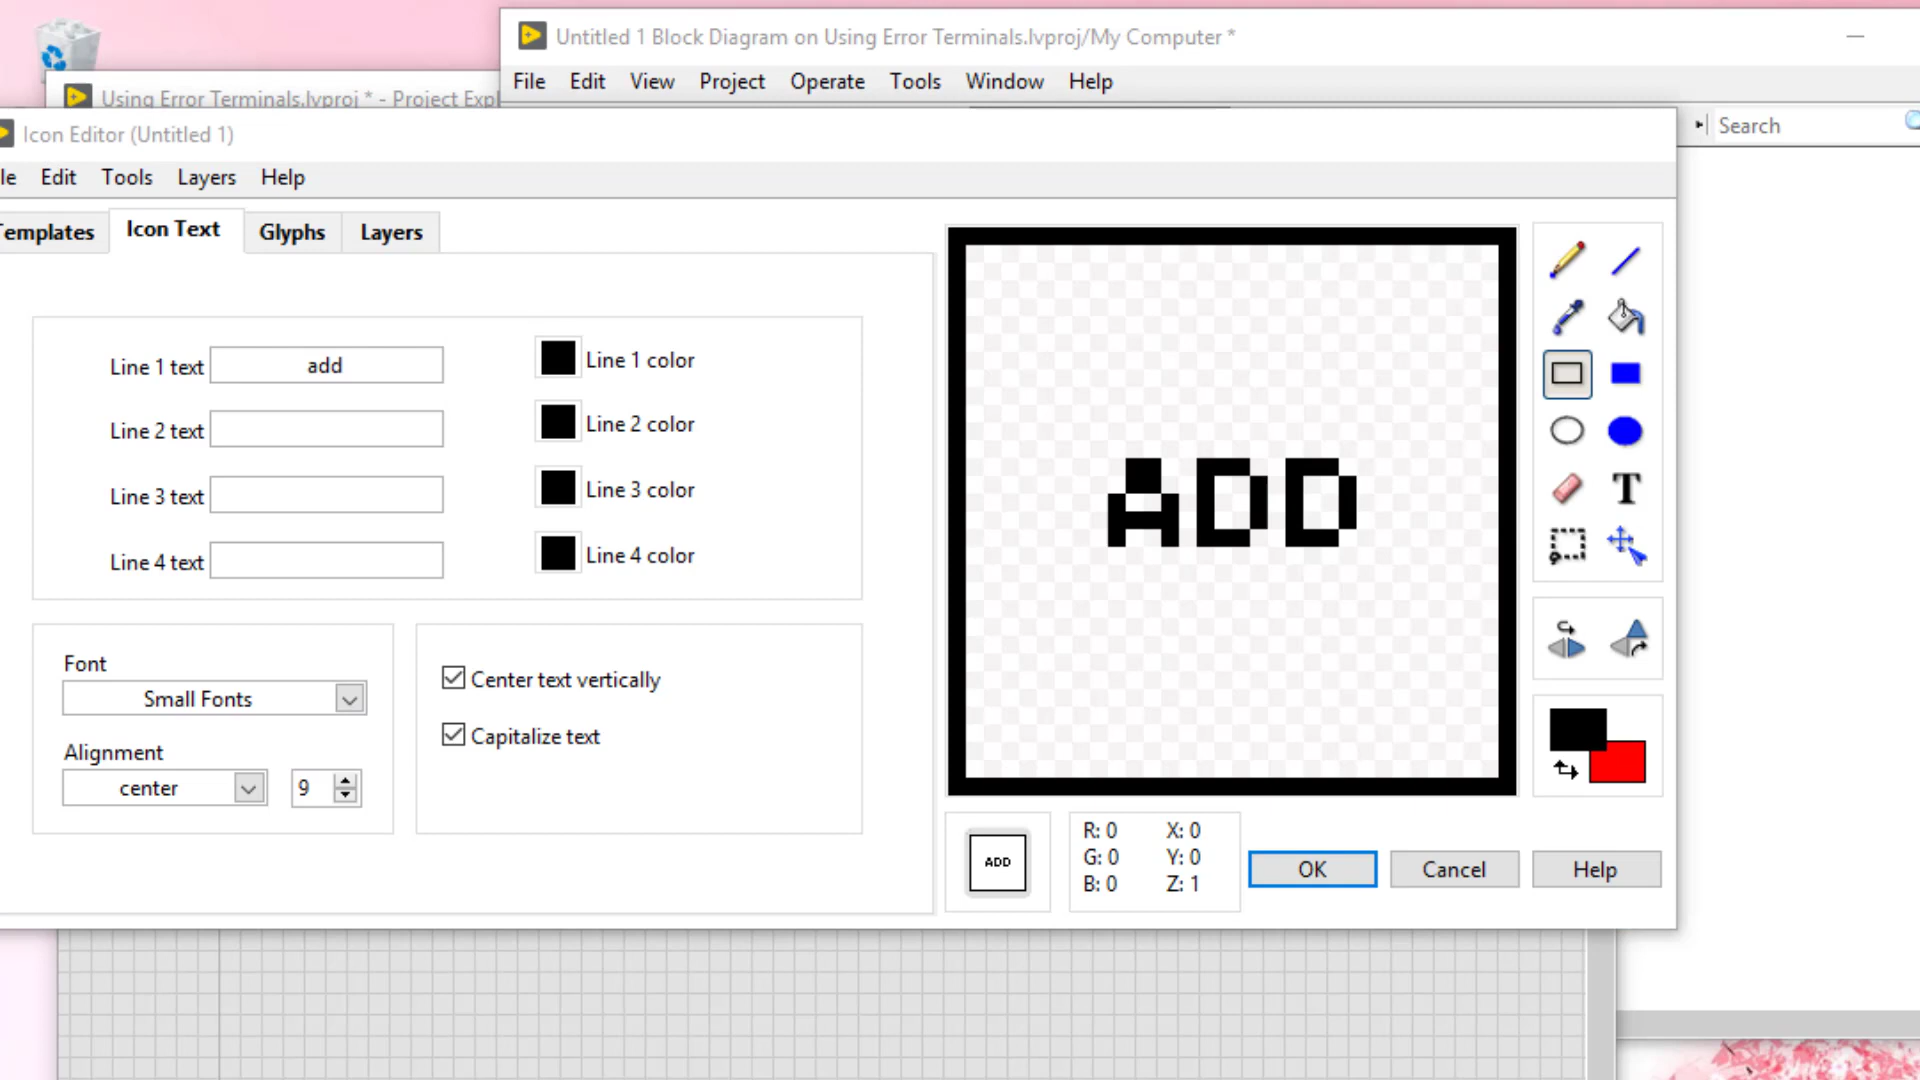 Untitled 1 Block Diagram on Using Error Terminals.lvproj/My Computer *
File Edit View Project Operate Tools Window Help
Using Error Terminals.lvproj * - Project Expl
Search
Icon Editor (Untitled 1)
le Edit Tools Layers Help
Templates Icon Text Glyphs Layers
Line 1 text add Line 1 color
Line 2 text Line 2 color
Line 3 text Line 3 color
Line 4 text Line 4 color
ADD
T
Font
Small Fonts
Center text vertically
Capitalize text
Alignment
center 9
ADD
R: 0 X: 0
G: 0 Y: 0
B: 0 Z: 1
OK Cancel Help